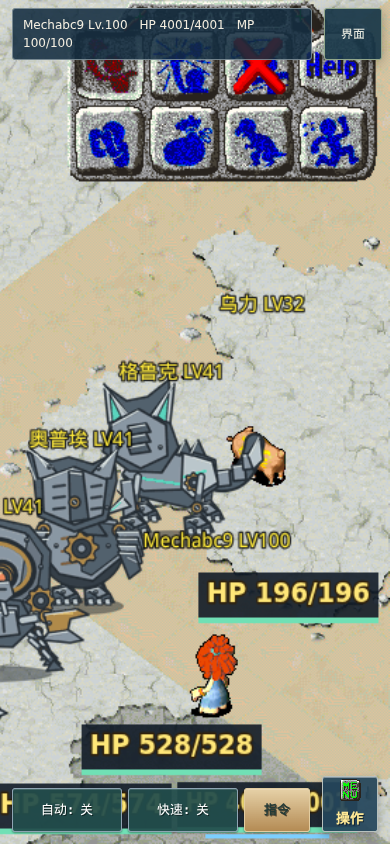 Mechabc9 Lv.100 HP 4001/4001 MP
100/100
界面
Help
乌力 LV32
格鲁克 LV41
奥普埃 LV41
LV41
Mechabc9 LV100
HP 196/196
HP 528/528
自动：关
快速：关
指令
操作